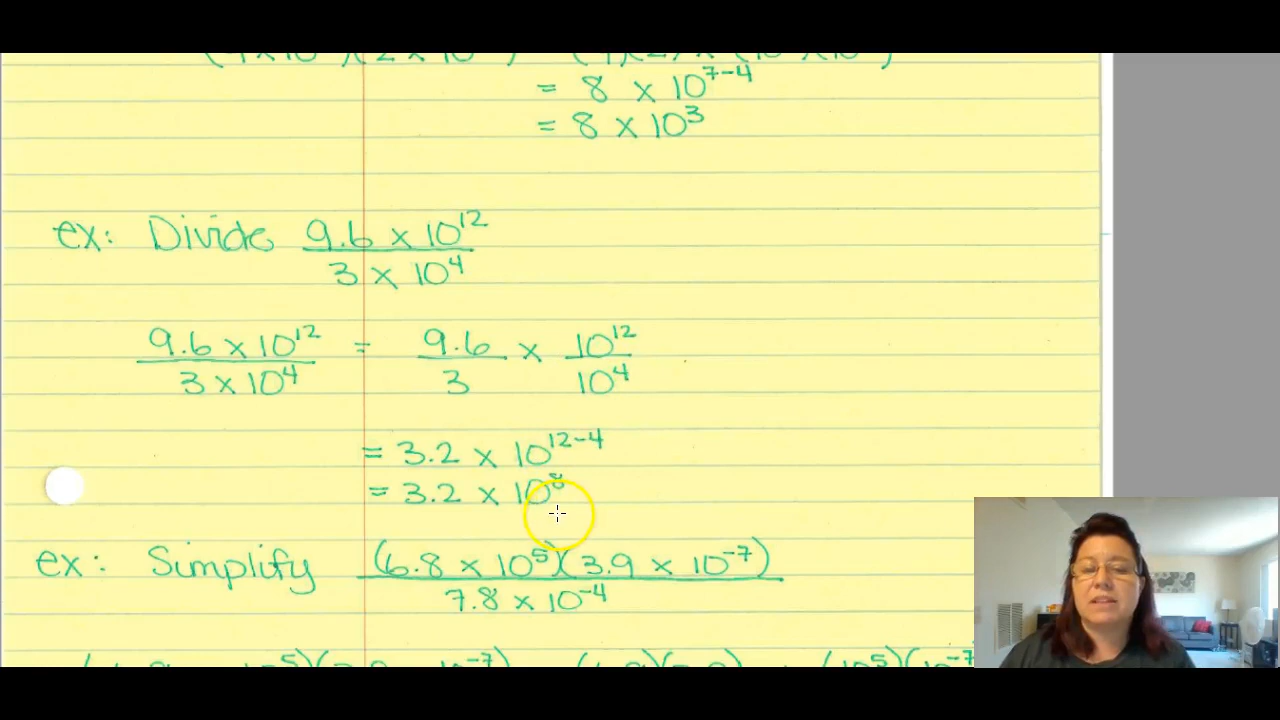 = 8 x 10^7-4
= 8 x 10^3
ex: Divide 9.6 x 10^12
3 x 10^4
9.6 x 10^12 = 9.6 x 10^12
3 x 10^4 3 10^4
= 3.2 x 10^12-4
= 3.2 x 10^8
ex: Simplify (6.8 x 10^5)(3.9 x 10^-7)
7.8 x 10^-4